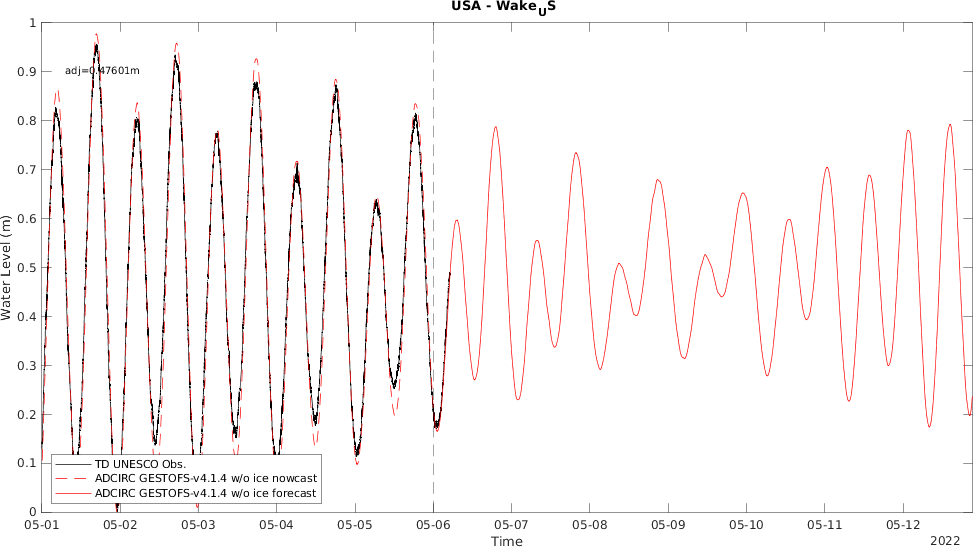 USA - Wake_US
1
0.9
0.8
0.7
0.6
0.5
0.4
0.3
0.2
0.1
0
Water Level (m)
adj=0.47601m
TD UNESCO Obs.
ADCIRC GESTOFS-v4.1.4 w/o ice nowcast
ADCIRC GESTOFS-v4.1.4 w/o ice forecast
05-01 05-02 05-03 05-04 05-05 05-06 05-07 05-08 05-09 05-10 05-11 05-12
Time
2022